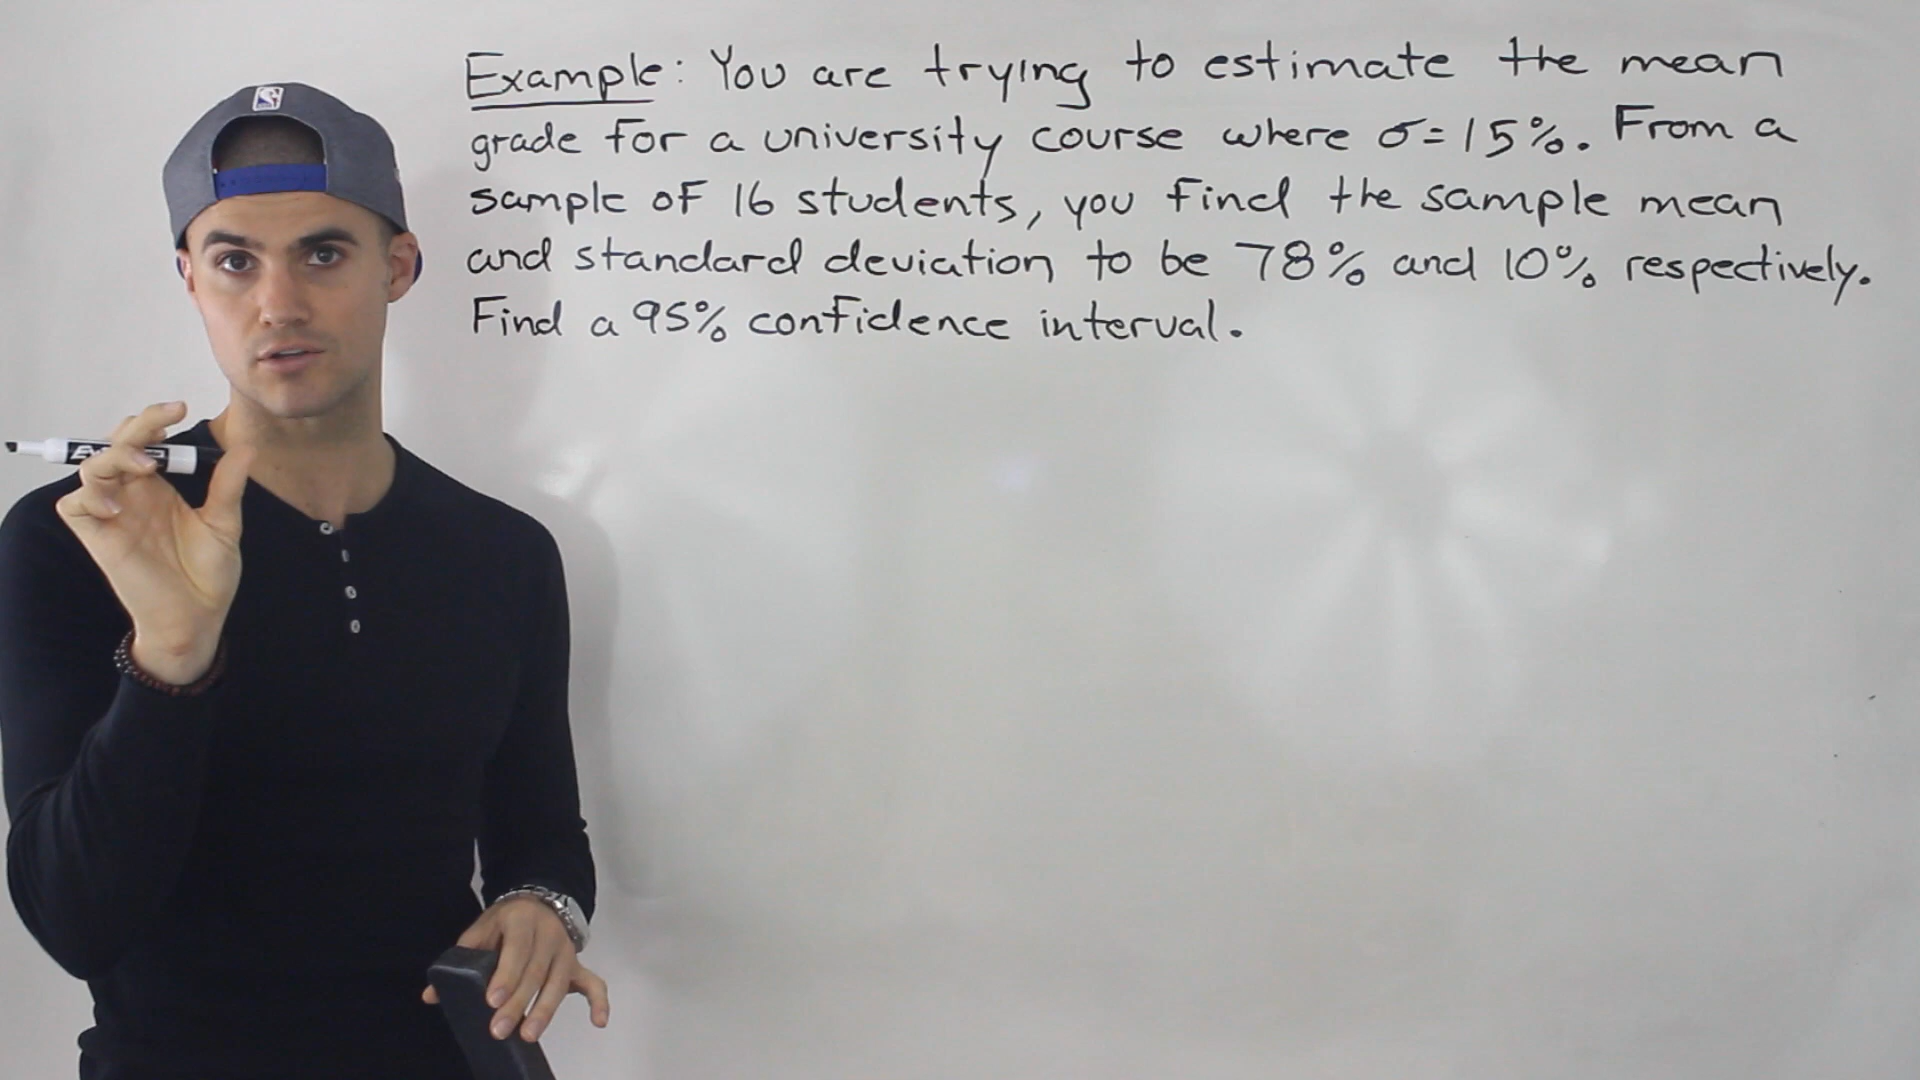 Example: You are trying to estimate the mean
grade for a university course where σ=15%. From a
sample of 16 students, you find the sample mean
and standard deviation to be 78% and 10% respectively.
Find a 95% confidence interval.